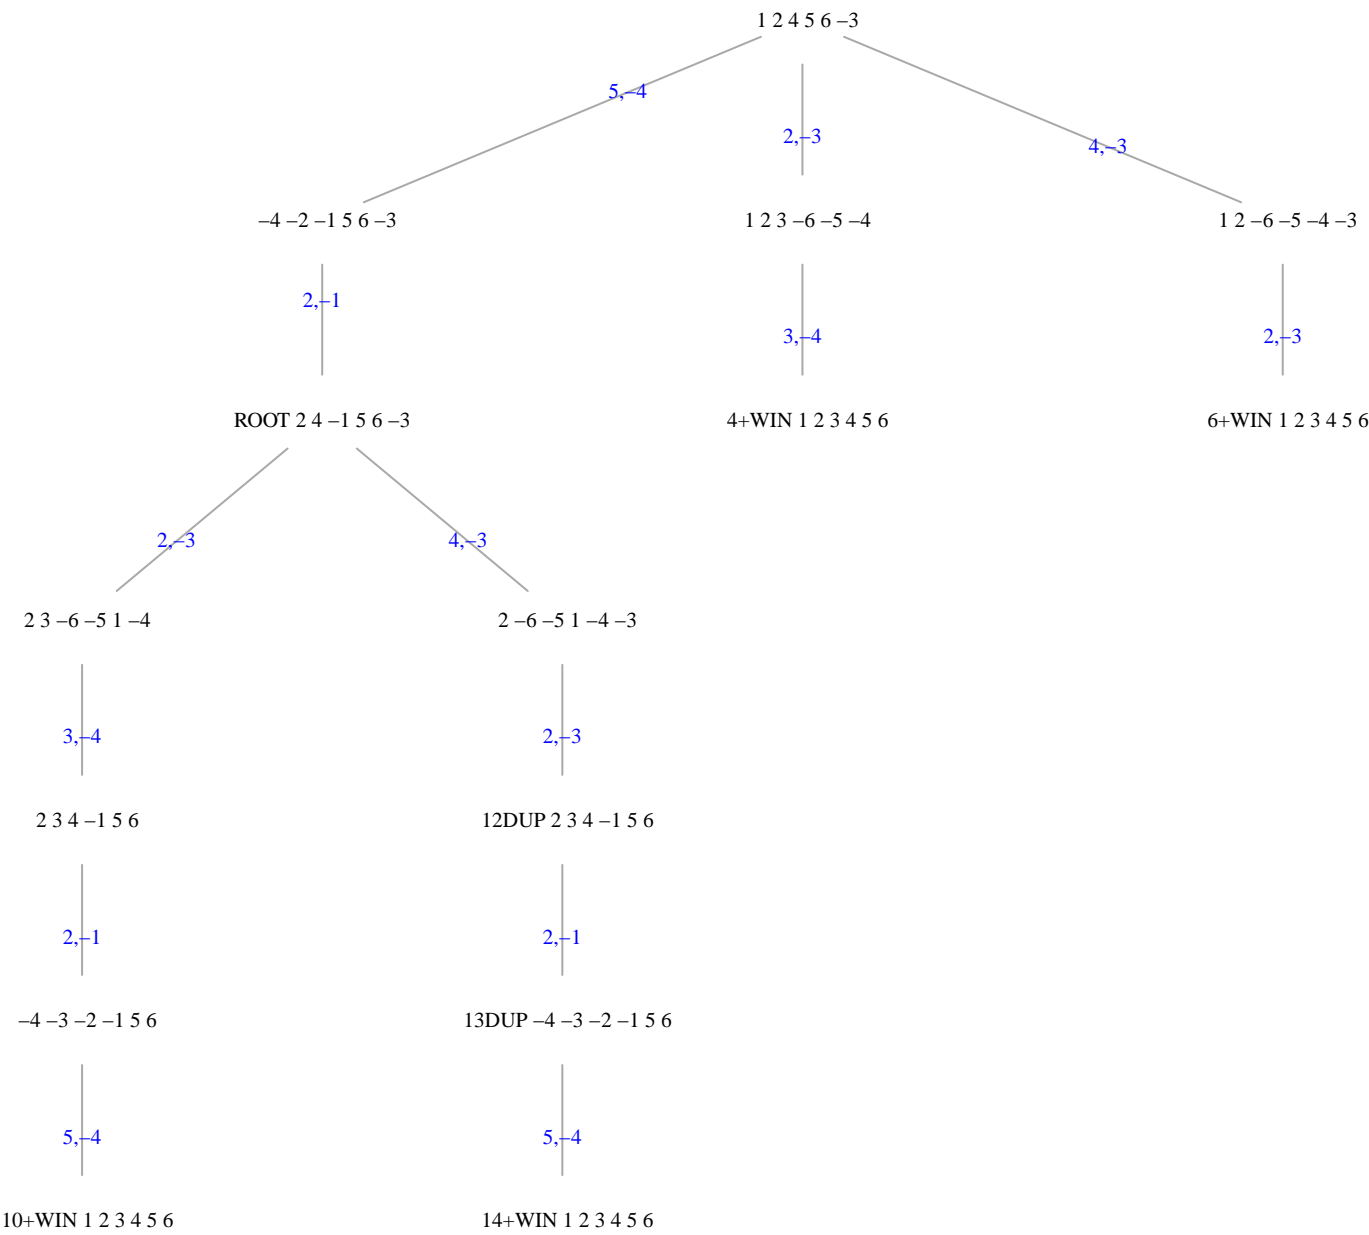 1 2 4 5 6 –3
5,–4
2,–3
4,–3
–4 –2 –1 5 6 –3
1 2 3 –6 –5 –4
1 2 –6 –5 –4 –3
2,–1
3,–4
2,–3
ROOT 2 4 –1 5 6 –3
4+WIN 1 2 3 4 5 6
6+WIN 1 2 3 4 5 6
2,–3
4,–3
2 3 –6 –5 1 –4
2 –6 –5 1 –4 –3
3,–4
2,–3
2 3 4 –1 5 6
12DUP 2 3 4 –1 5 6
2,–1
2,–1
–4 –3 –2 –1 5 6
13DUP –4 –3 –2 –1 5 6
5,–4
5,–4
10+WIN 1 2 3 4 5 6
14+WIN 1 2 3 4 5 6